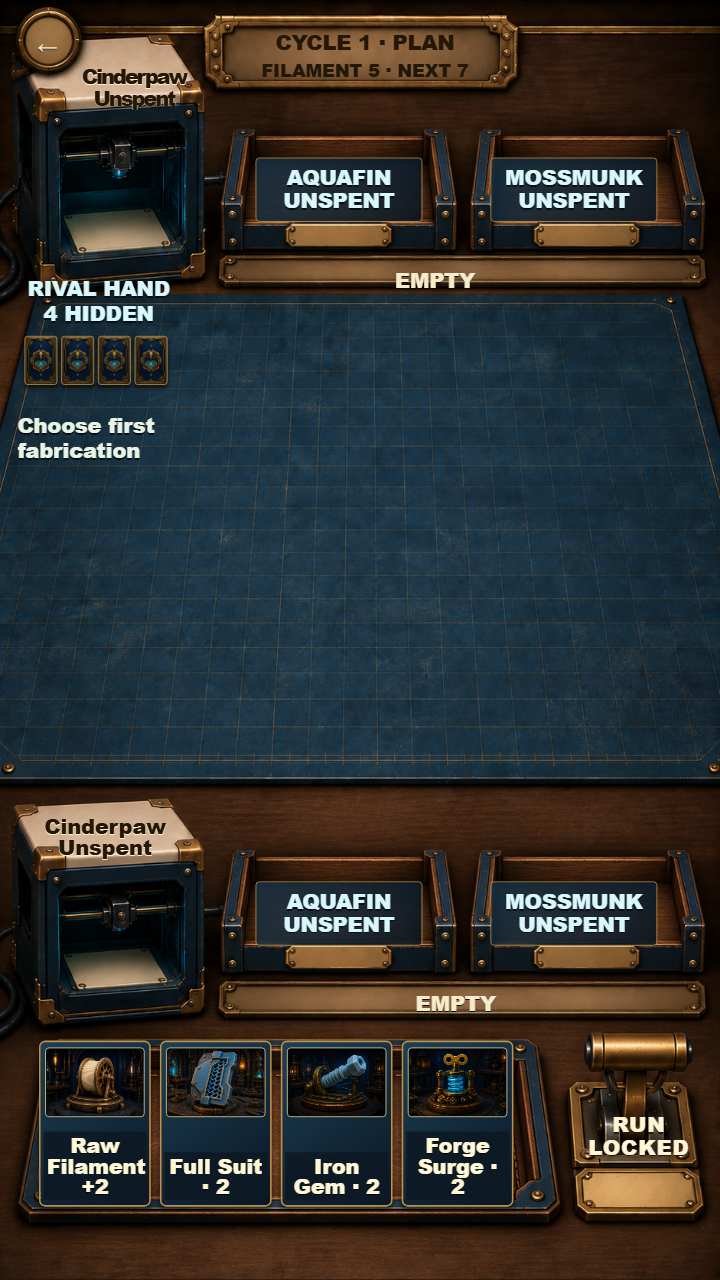 ←
CYCLE 1 · PLAN
FILAMENT 5 · NEXT 7
Cinderpaw
Unspent
AQUAFIN
UNSPENT
MOSSMUNK
UNSPENT
EMPTY
RIVAL HAND
4 HIDDEN
Choose first
fabrication
Cinderpaw
Unspent
AQUAFIN
UNSPENT
MOSSMUNK
UNSPENT
EMPTY
Raw
Filament
+2
Full Suit
· 2
Iron
Gem · 2
Forge
Surge ·
2
RUN
LOCKED